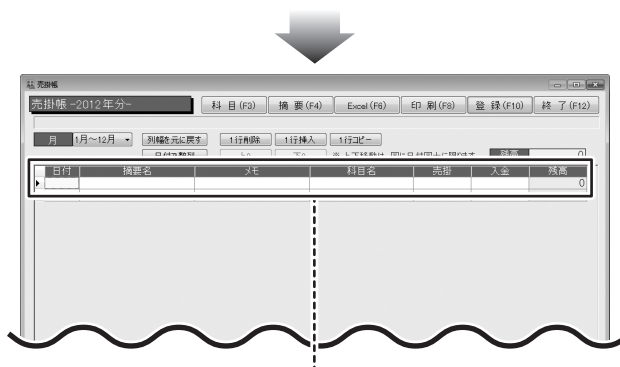 売掛帳
売掛帳 -2012年分-
科 目(F3) 摘 要(F4) Excel(F6) 印 刷(F8) 登 録(F10) 終 了(F12)
月 1月～12月 列幅を元に戻す 1行削除 1行挿入 1行コピー
残高 0
日付 摘要名 メモ 科目名 売掛 入金 残高
0